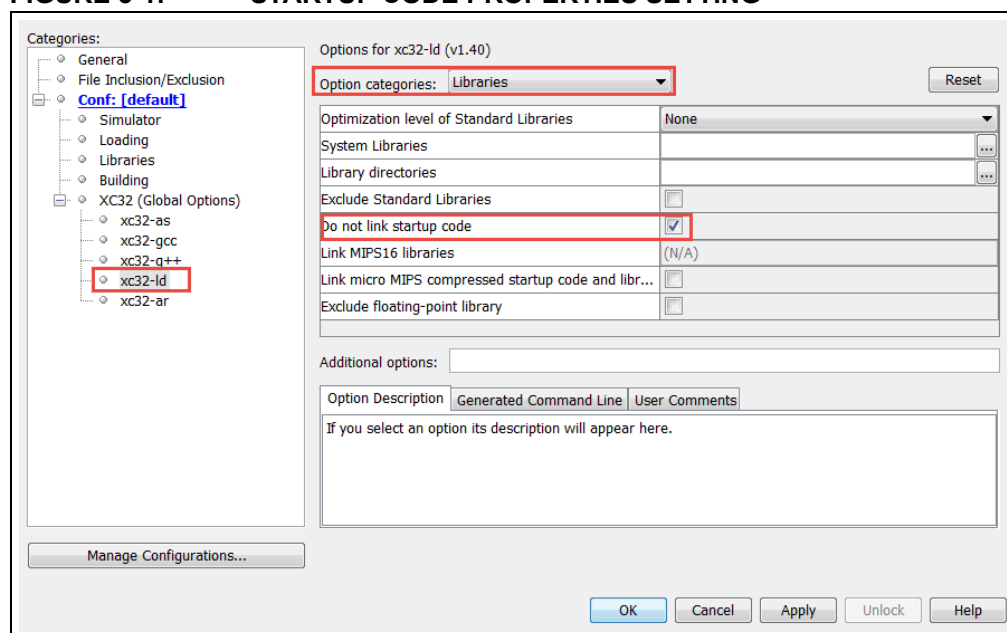 Categories:
General
File Inclusion/Exclusion
Conf: [default]
Simulator
Loading
Libraries
Building
XC32 (Global Options)
xc32-as
xc32-gcc
xc32-g++
xc32-ld
xc32-ar
Manage Configurations...
Options for xc32-ld (v1.40)
Option categories: Libraries
Reset
Optimization level of Standard Libraries None
System Libraries ...
Library directories ...
Exclude Standard Libraries
Do not link startup code
Link MIPS16 libraries (N/A)
Link micro MIPS compressed startup code and libr...
Exclude floating-point library
Additional options:
Option Description Generated Command Line User Comments
If you select an option its description will appear here.
OK Cancel Apply Unlock Help